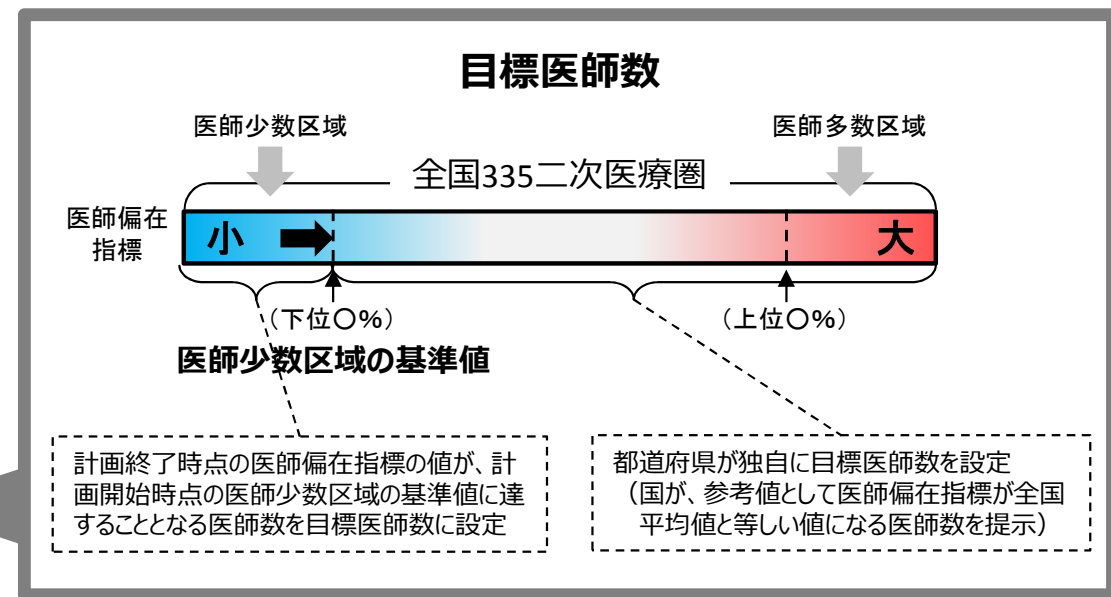 目標医師数
医師少数区域
医師多数区域
全国335二次医療圏
医師偏在
指標
小
大
（下位〇%）
（上位〇%）
医師少数区域の基準値
計画終了時点の医師偏在指標の値が、計
画開始時点の医師少数区域の基準値に達
することとなる医師数を目標医師数に設定
都道府県が独自に目標医師数を設定
（国が、参考値として医師偏在指標が全国
平均値と等しい値になる医師数を提示）